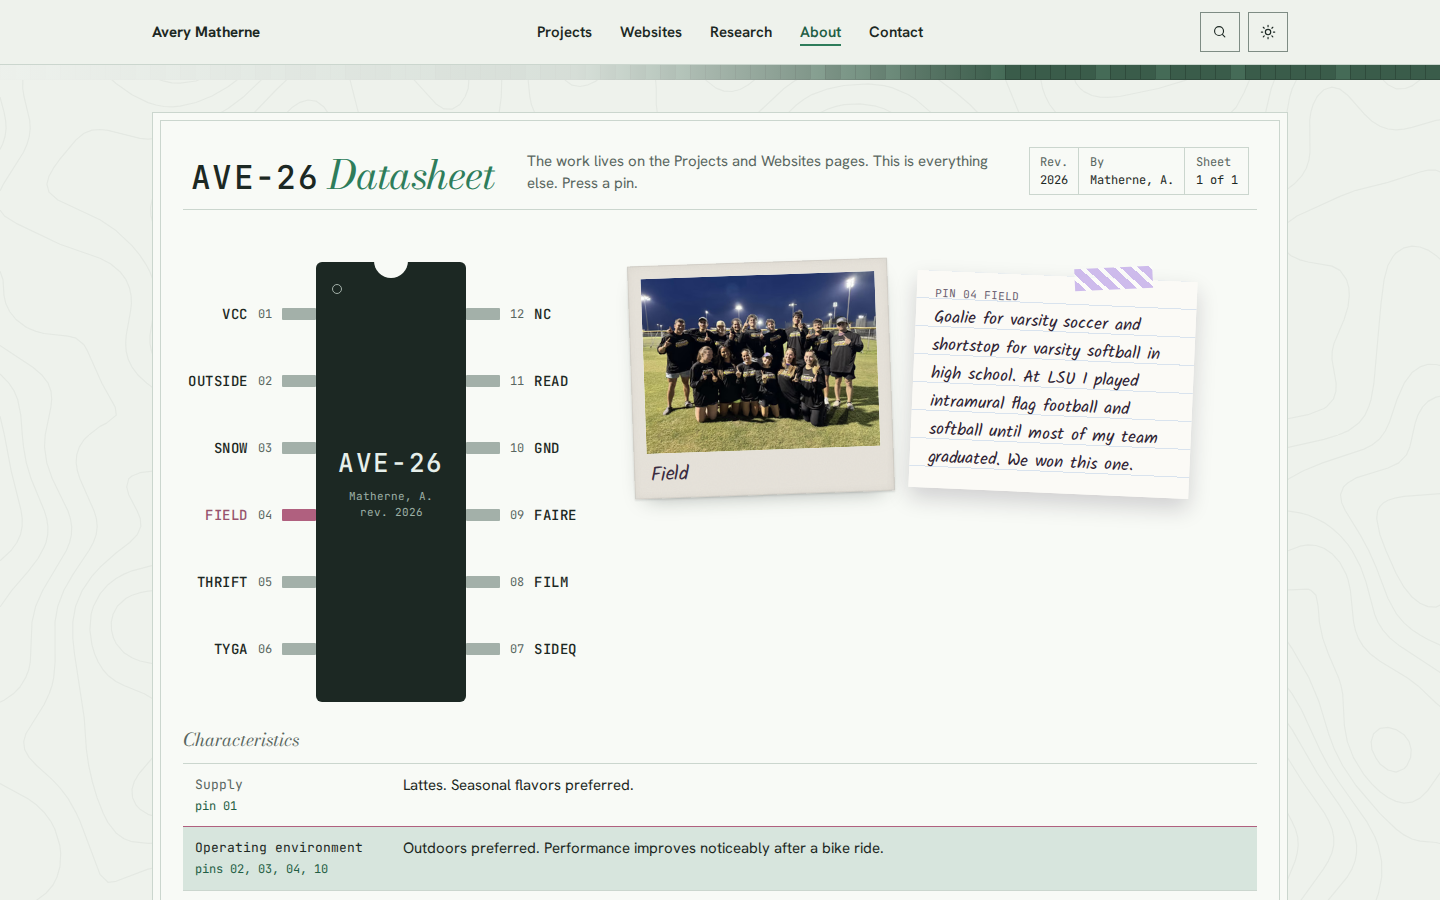 Avery Matherne
Projects Websites Research About Contact
AVE-26 Datasheet
The work lives on the Projects and Websites pages. This is everything
else. Press a pin.
Rev.
2026
By
Matherne, A.
Sheet
1 of 1
VCC 01
OUTSIDE 02
SNOW 03
FIELD 04
THRIFT 05
TYGA 06
AVE-26
Matherne, A.
rev. 2026
12 NC
11 READ
10 GND
09 FAIRE
08 FILM
07 SIDEQ
Field
PIN 04 FIELD
Goalie for varsity soccer and
shortstop for varsity softball in
high school. At LSU I played
intramural flag football and
softball until most of my team
graduated. We won this one.
Characteristics
Supply
pin 01
Lattes. Seasonal flavors preferred.
Operating environment
pins 02, 03, 04, 10
Outdoors preferred. Performance improves noticeably after a bike ride.